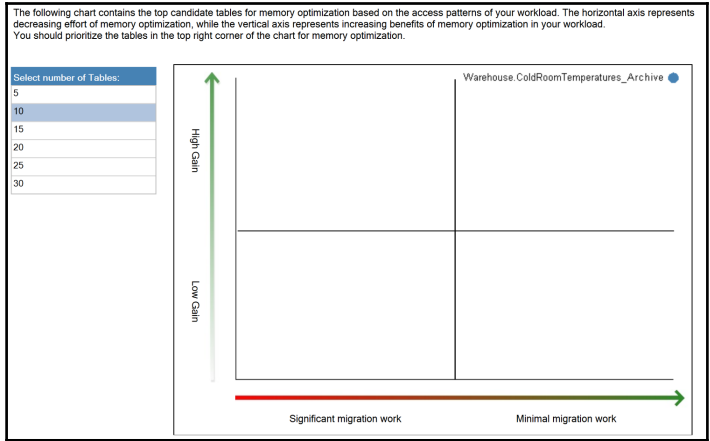 The following chart contains the top candidate tables for memory optimization based on the access patterns of your workload. The horizontal axis represents
decreasing effort of memory optimization, while the vertical axis represents increasing benefits of memory optimization in your workload.
You should prioritize the tables in the top right corner of the chart for memory optimization.
Select number of Tables:
5
10
15
20
25
30
Warehouse.ColdRoomTemperatures_Archive
High Gain
Low Gain
Significant migration work
Minimal migration work